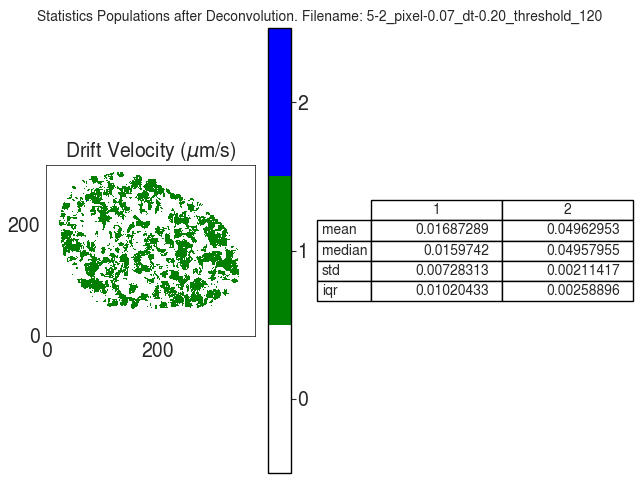 Statistics Populations after Deconvolution. Filename: 5-2_pixel-0.07_dt-0.20_threshold_120
Drift Velocity (μm/s)
200
0
0
200
2
1
0
1 2
mean 0.01687289 0.04962953
median 0.0159742 0.04957955
std 0.00728313 0.00211417
iqr 0.01020433 0.00258896